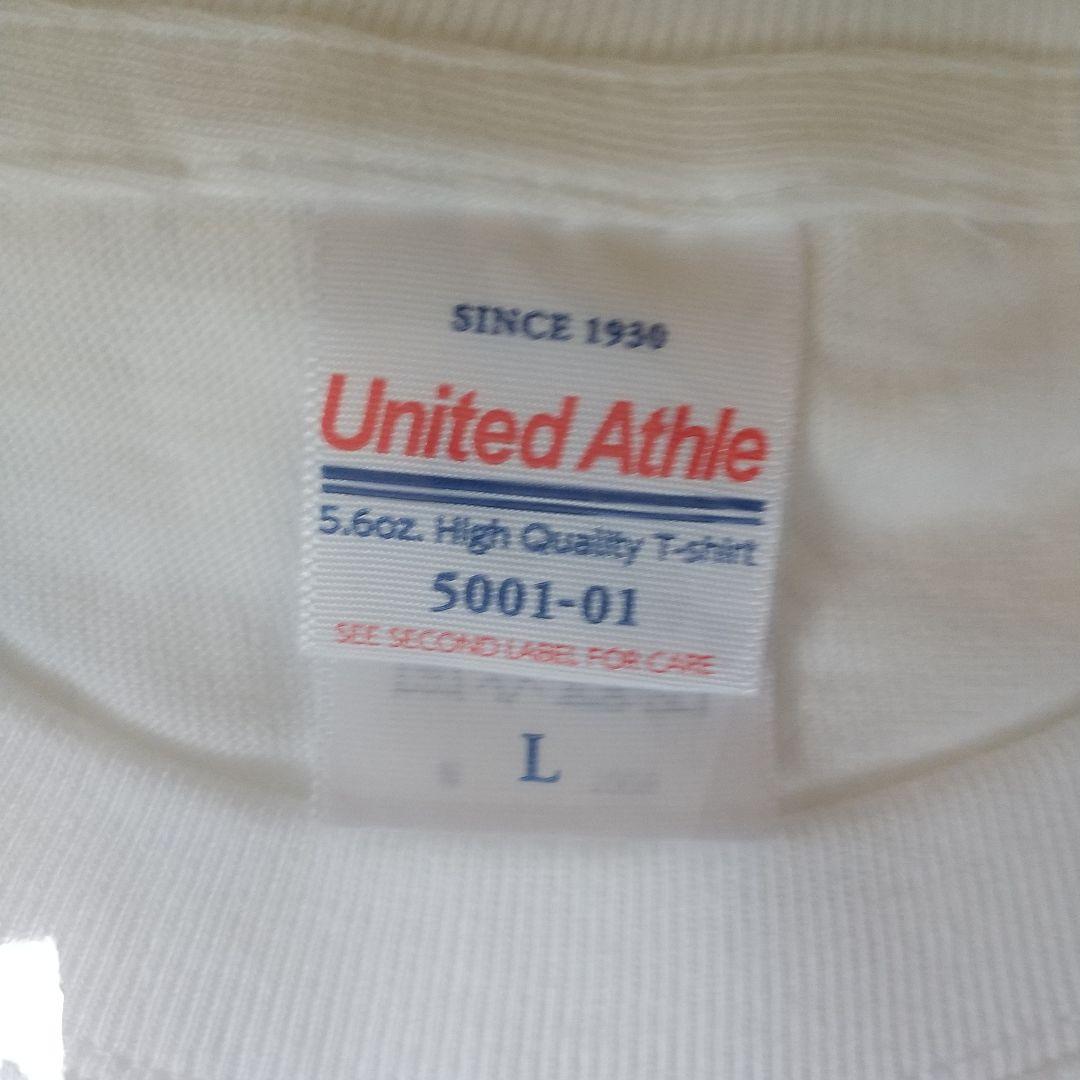 SINCE 1930
United Athle
5.6oz. High Quality T-shirt
5001-01
SEE SECOND LABEL FOR CARE
L